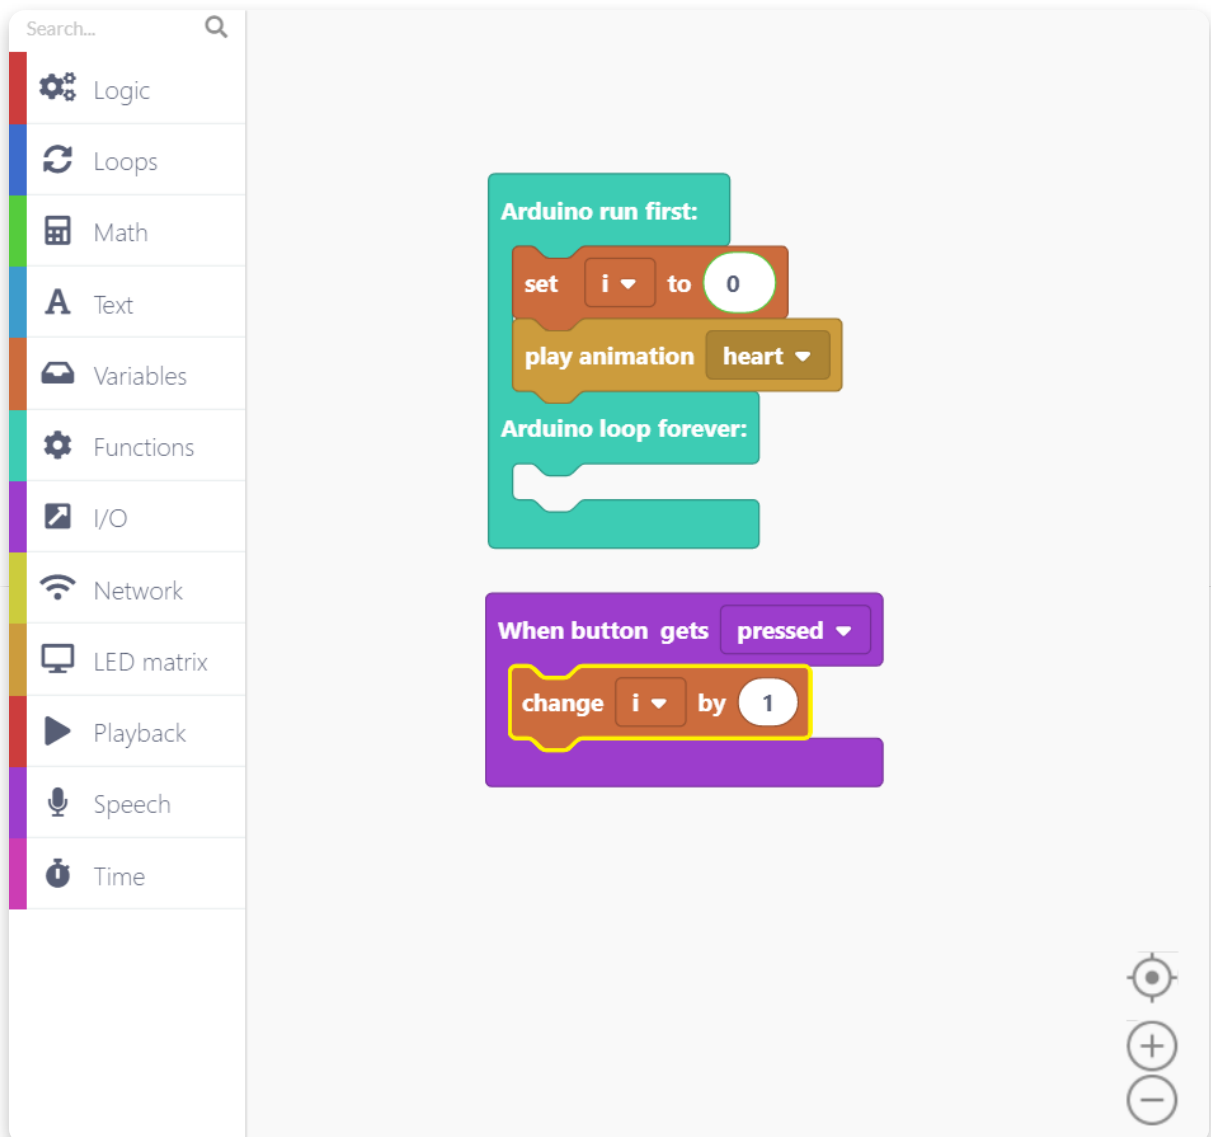 Search...
Logic
Loops
Math
Text
Variables
Functions
I/O
Network
LED matrix
Playback
Speech
Time
Arduino run first:
set i to 0
play animation heart
Arduino loop forever:
When button gets pressed
change i by 1